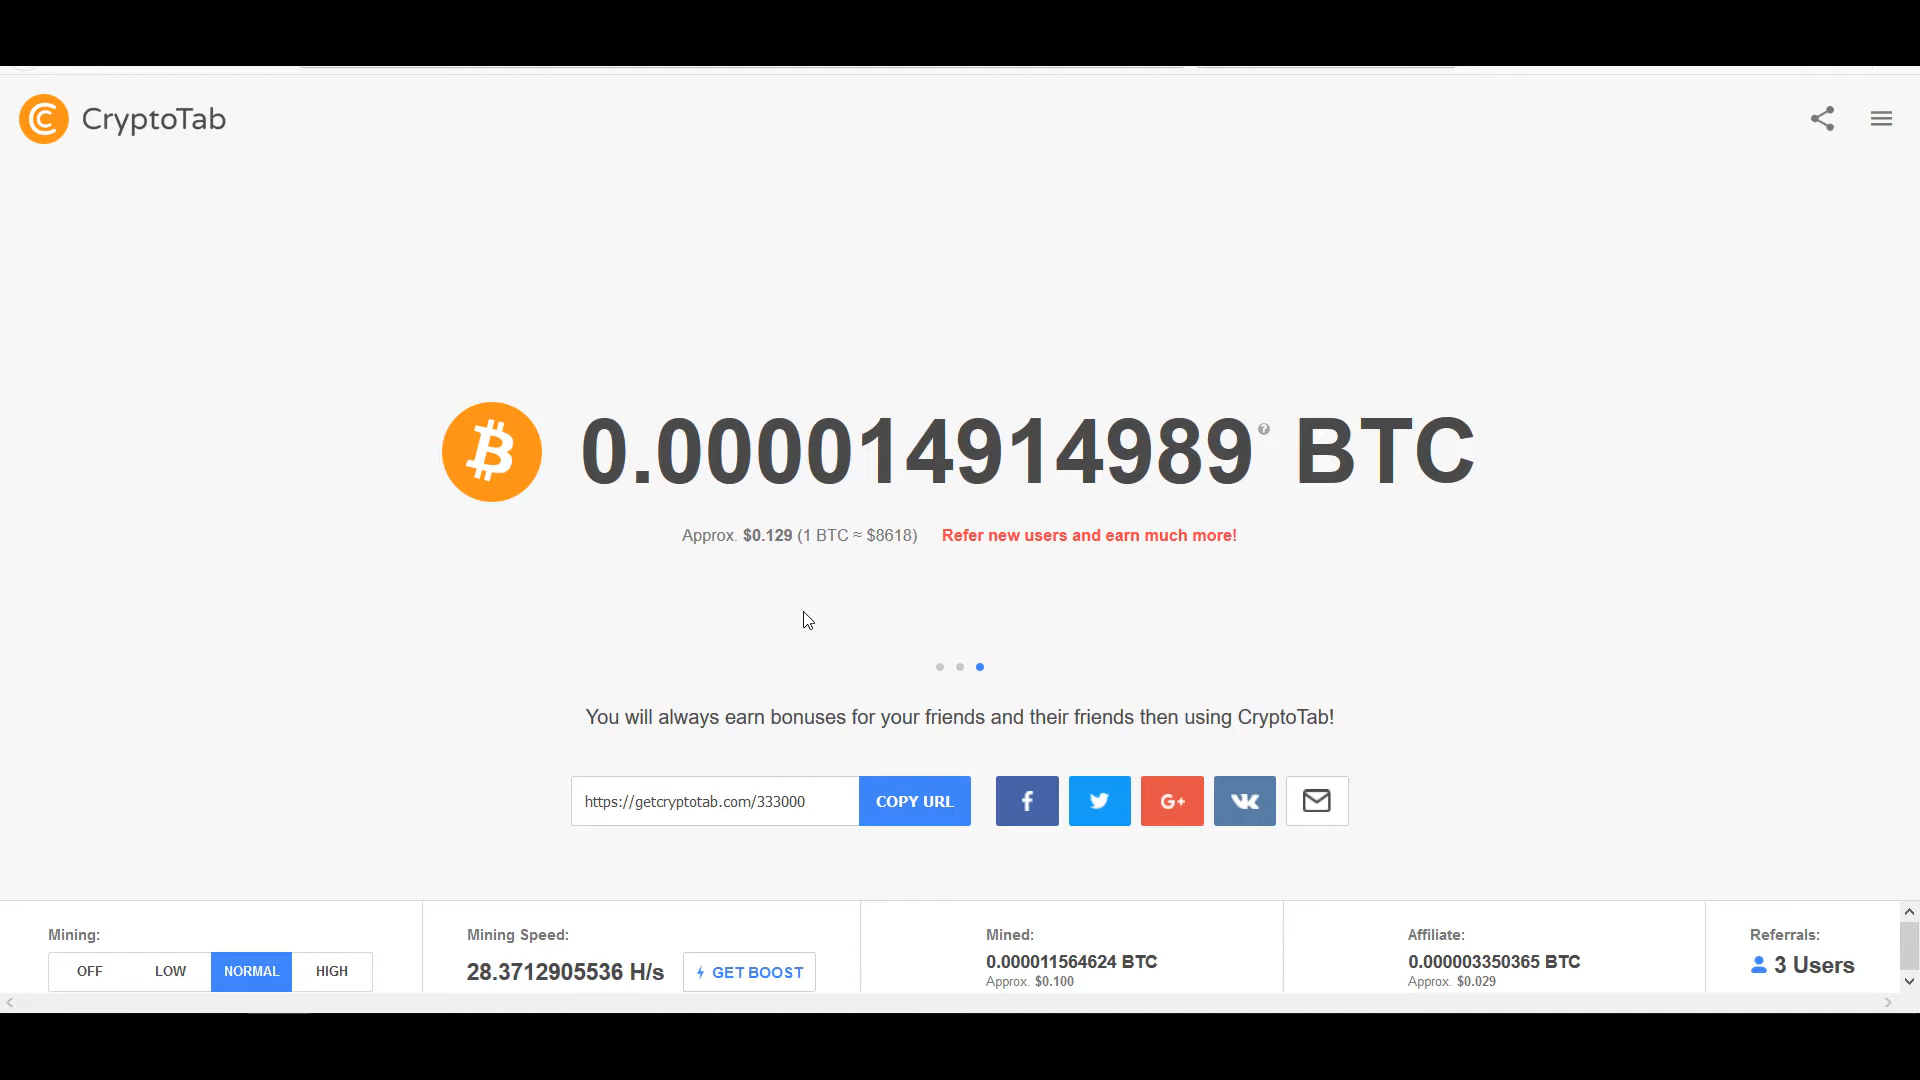 CryptoTab
0.000014914989 ? BTC
Approx. $0.129 (1 BTC ≈ $8618) Refer new users and earn much more!
You will always earn bonuses for your friends and their friends then using CryptoTab!
https://getcryptotab.com/333000 COPY URL f G+ VK
Mining: Mining Speed: Mined: Affiliate: Referrals:
OFF LOW NORMAL HIGH 28.3712905536 H/s GET BOOST 0.000011564624 BTC 0.000003350365 BTC 3 Users
Approx. $0.100 Approx. $0.029